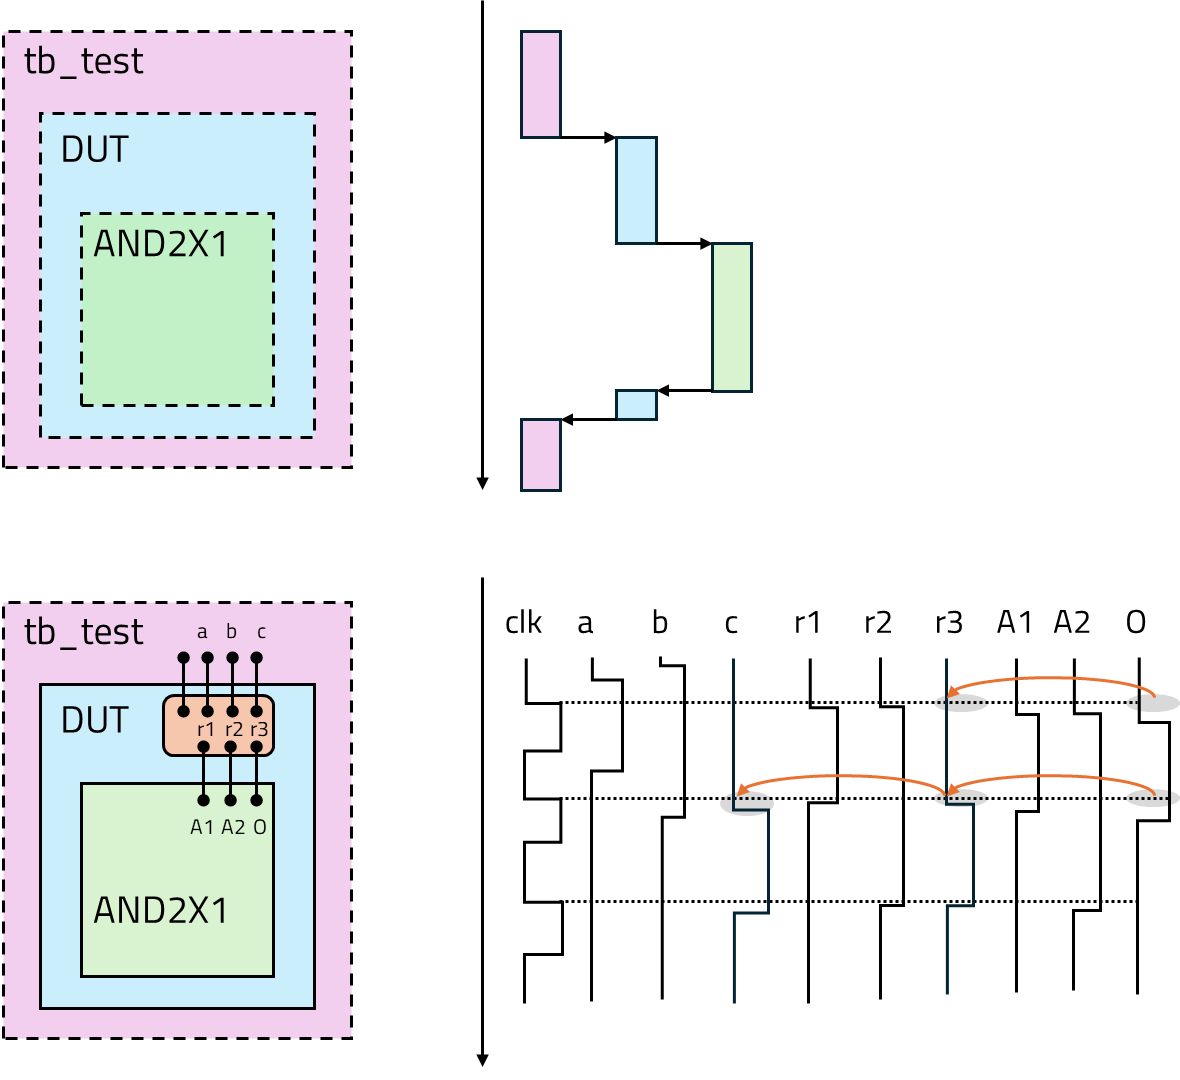 tb_test
DUT
AND2X1
tb_test
a b c
DUT
r1 r2 r3
A1 A2 O
AND2X1
clk a b c r1 r2 r3 A1 A2 O